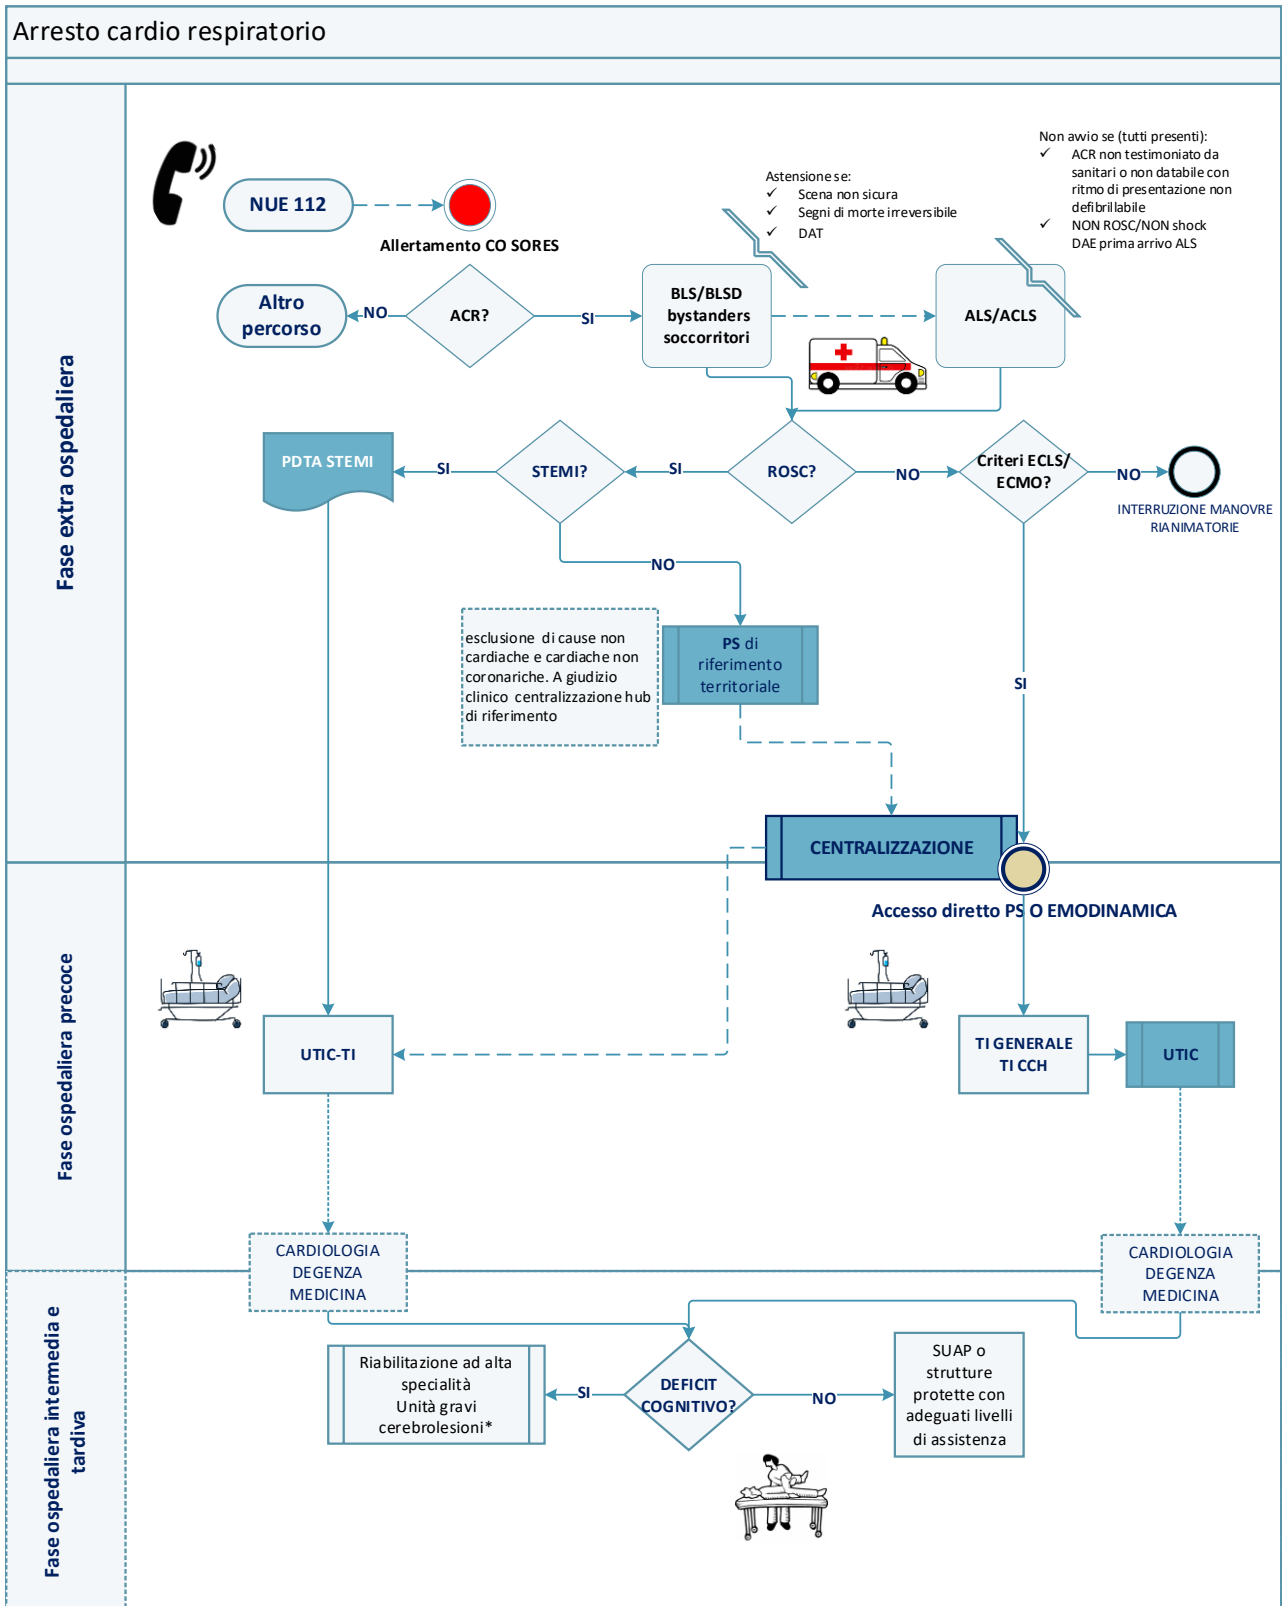 Arresto cardio respiratorio
Fase extra ospedaliera
NUE 112
Allertamento CO SORES
Astensione se:
✓ Scena non sicura
✓ Segni di morte irreversibile
✓ DAT
Non avvio se (tutti presenti):
✓ ACR non testimoniato da
sanitari o non databile con
ritmo di presentazione non
defibrillabile
✓ NON ROSC/NON shock
DAE prima arrivo ALS
Altro
percorso
NO
ACR?
SI
BLS/BLSD
bystanders
soccorritori
ALS/ACLS
PDTA STEMI
SI
STEMI?
SI
ROSC?
NO
Criteri ECLS/
ECMO?
NO
INTERRUZIONE MANOVRE
RIANIMATORIE
NO
esclusione di cause non
cardiache e cardiache non
coronariche. A giudizio
clinico centralizzazione hub
di riferimento
PS di
riferimento
territoriale
SI
CENTRALIZZAZIONE
Accesso diretto PS O EMODINAMICA
Fase ospedaliera precoce
UTIC-TI
TI GENERALE
TI CCH
UTIC
CARDIOLOGIA
DEGENZA
MEDICINA
CARDIOLOGIA
DEGENZA
MEDICINA
Fase ospedaliera intermedia e
tardiva
Riabilitazione ad alta
specialità
Unità gravi
cerebrolesioni*
SI
DEFICIT
COGNITIVO?
NO
SUAP o
strutture
protette con
adeguati livelli
di assistenza